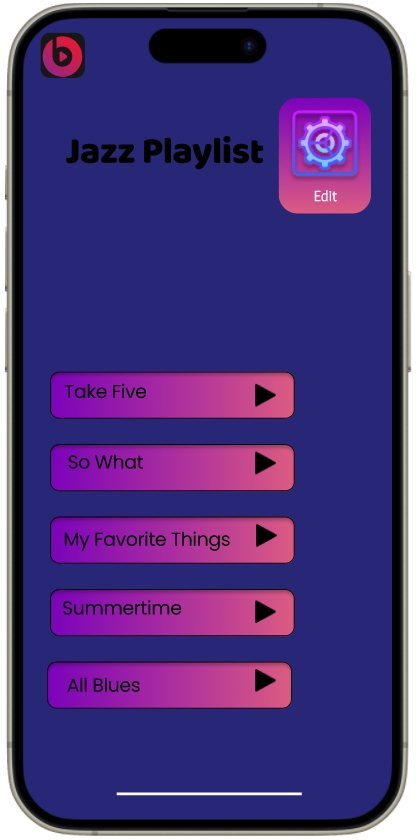 Jazz Playlist
Edit
Take Five
So What
My Favorite Things
Summertime
All Blues